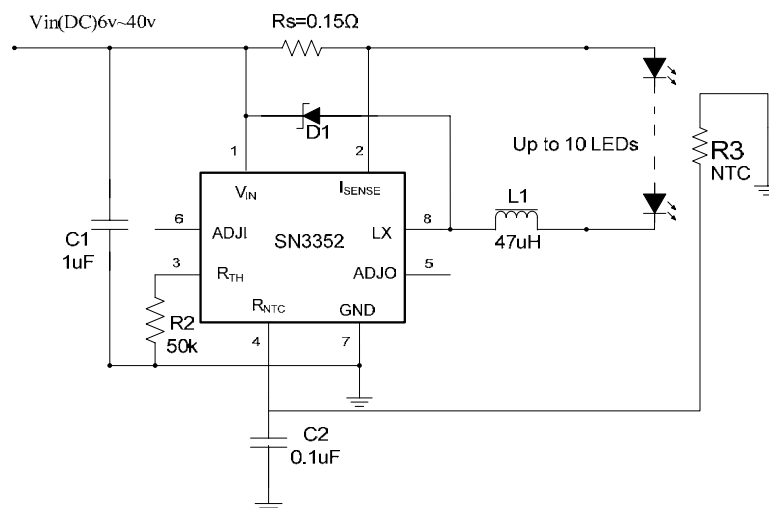 Vin(DC)6v~40v
Rs=0.15Ω
D1
Up to 10 LEDs
R3
NTC
1
2
VIN
ISENSE
L1
47uH
C1
1uF
6
ADJI
SN3352
LX
8
3
RTH
ADJO
5
R2
50k
RNTC
GND
4
7
C2
0.1uF